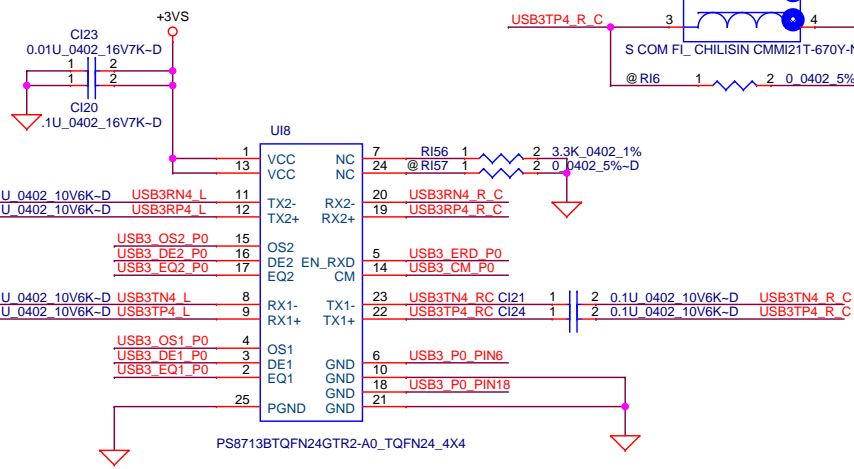 +3VS
CI23
0.01U_0402_16V7K~D
1 2
1 2
CI20
.1U_0402_16V7K~D
USB3TP4_R_C 3 4
S COM FI_ CHILISIN CMMI21T-670Y-N
@ RI6 1 2 0_0402_5%
UI8
1 VCC NC 7 RI56 1 2 3.3K_0402_1%
13 VCC NC 24 @ RI57 1 2 0_0402_5%~D
U_0402_10V6K~D USB3RN4_L 11 TX2- RX2- 20 USB3RN4_R_C
U_0402_10V6K~D USB3RP4_L 12 TX2+ RX2+ 19 USB3RP4_R_C
USB3_OS2_P0 15 OS2
USB3_DE2_P0 16 DE2 EN_RXD 5 USB3_ERD_P0
USB3_EQ2_P0 17 EQ2 CM 14 USB3_CM_P0
U_0402_10V6K~D USB3TN4_L 8 RX1- TX1- 23 USB3TN4_RC CI21 1 2 0.1U_0402_10V6K~D USB3TN4_R_C
U_0402_10V6K~D USB3TP4_L 9 RX1+ TX1+ 22 USB3TP4_RC CI24 1 2 0.1U_0402_10V6K~D USB3TP4_R_C
USB3_OS1_P0 4 OS1
USB3_DE1_P0 3 DE1 GND 6 USB3_P0_PIN6
USB3_EQ1_P0 2 EQ1 GND 10
GND 18 USB3_P0_PIN18
25 PGND GND 21
PS8713BTQFN24GTR2-A0_TQFN24_4X4